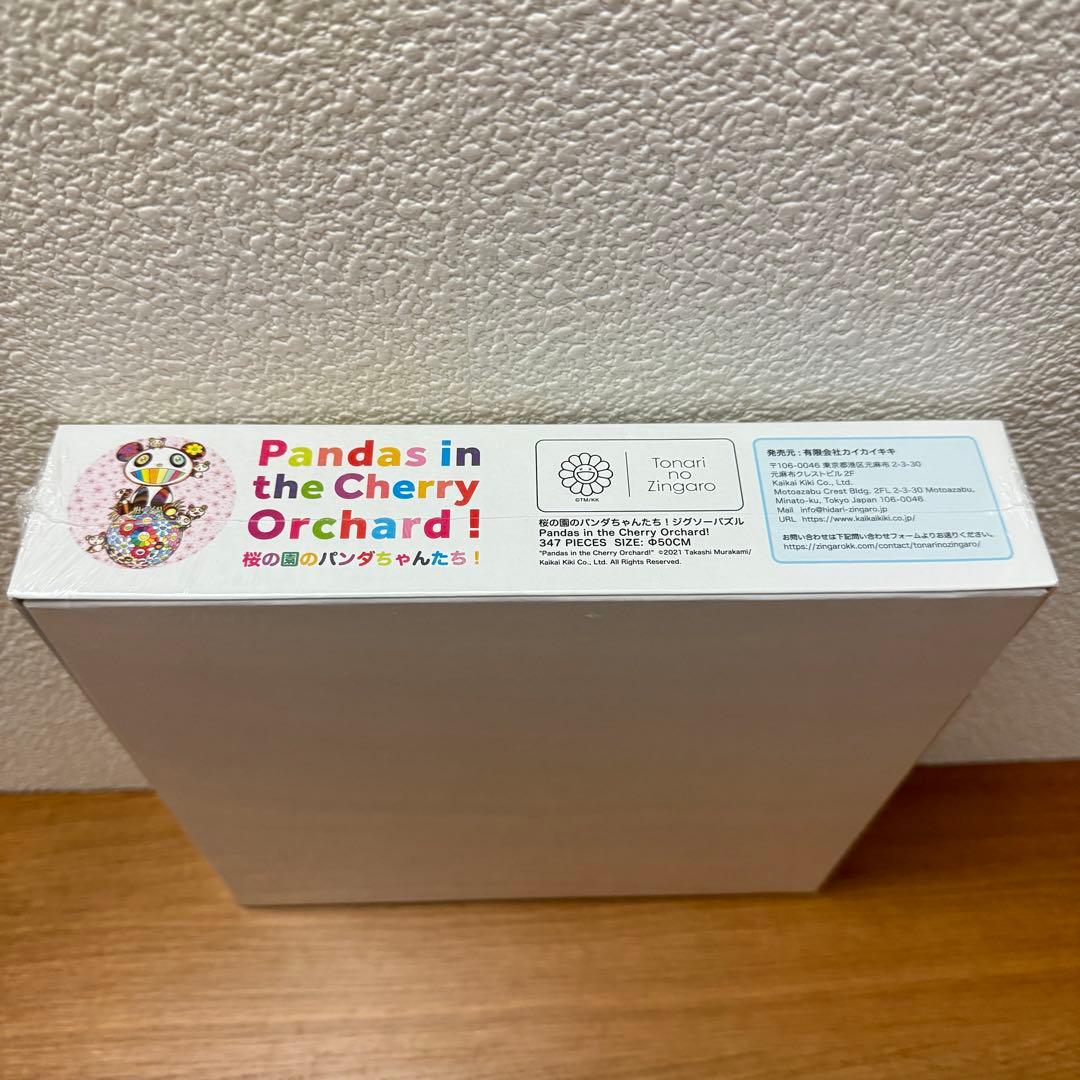 Pandas in
the Cherry
Orchard !
桜の園のパンダちゃんたち！
©TM/KK
Tonari
no
Zingaro
桜の園のパンダちゃんたち！ジグソーパズル
Pandas in the Cherry Orchard!
347 PIECES SIZE: Φ50CM
"Pandas in the Cherry Orchard!" ©2021 Takashi Murakami/
Kaikai Kiki Co., Ltd. All Rights Reserved.
発売元 : 有限会社カイカイキキ
〒106-0046 東京都港区元麻布 2-3-30
元麻布クレストビル 2F
Kaikai Kiki Co., Ltd.
Motoazabu Crest Bldg. 2FL 2-3-30 Motoazabu,
Minato-ku, Tokyo Japan 106-0046
Mail info@hidari-zingaro.jp
URL https://www.kaikaikiki.co.jp/
お問い合わせは下記問い合わせフォームよりお送りください。
https://zingarokk.com/contact/tonarinozingaro/